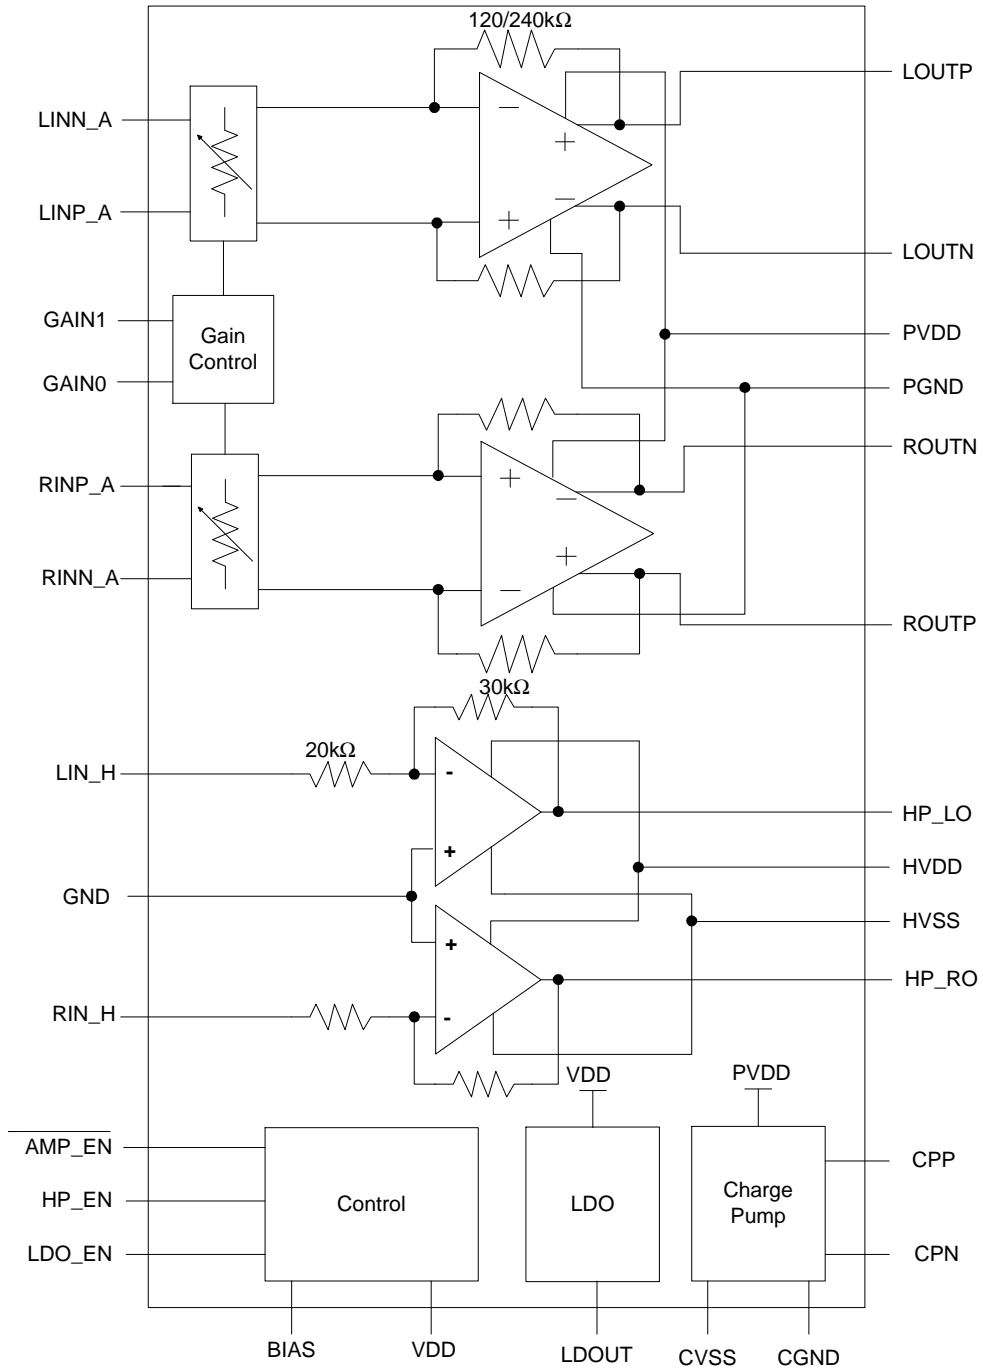 120/240kΩ
LINN_A
LINP_A
GAIN1
GAIN0
Gain
Control
RINP_A
RINN_A
LOUTP
LOUTN
PVDD
PGND
ROUTN
ROUTP
− +
+ −
+ −
− +
30kΩ
20kΩ
LIN_H
GND
RIN_H
-
+
+
-
HP_LO
HVDD
HVSS
HP_RO
VDD
PVDD
AMP_EN
HP_EN
LDO_EN
Control
LDO
Charge
Pump
CPP
CPN
BIAS
VDD
LDOUT
CVSS
CGND